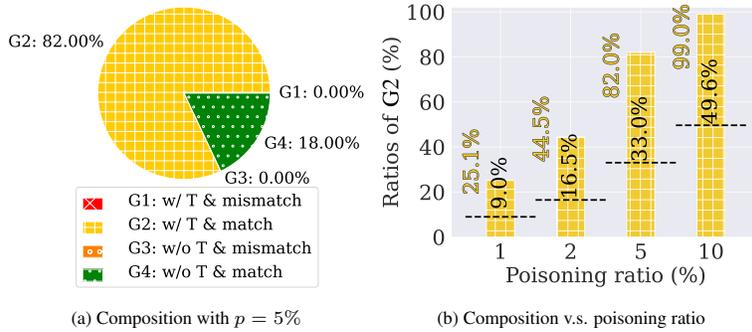 G2: 82.00%
G1: 0.00%
G4: 18.00%
G3: 0.00%
G1: w/ T & mismatch
G2: w/ T & match
G3: w/o T & mismatch
G4: w/o T & match
(a) Composition with p = 5%
Ratios of G2 (%)
100
80
60
40
20
0
25.1%
9.0%
44.5%
16.5%
82.0%
33.0%
99.0%
49.6%
1 2 5 10
Poisoning ratio (%)
(b) Composition v.s. poisoning ratio